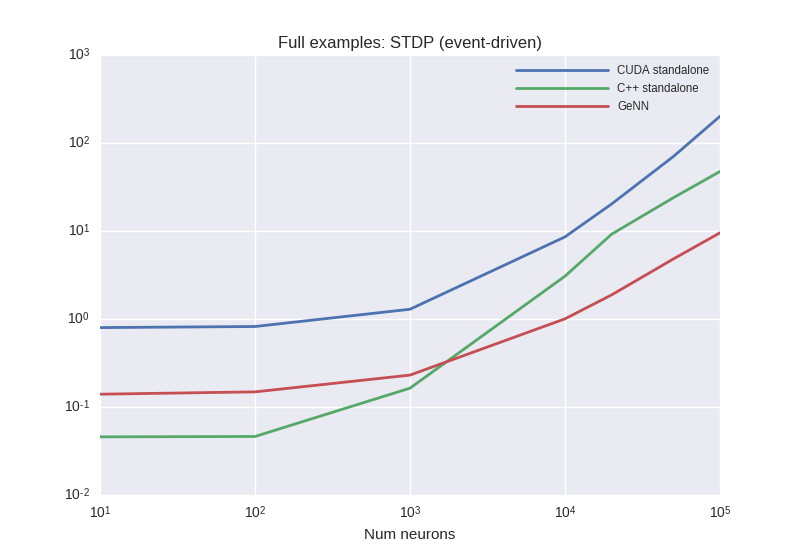 Full examples: STDP (event-driven)
10³
CUDA standalone
C++ standalone
GeNN
10²
10¹
10⁰
10⁻¹
10⁻²
10¹ 10² 10³ 10⁴ 10⁵
Num neurons